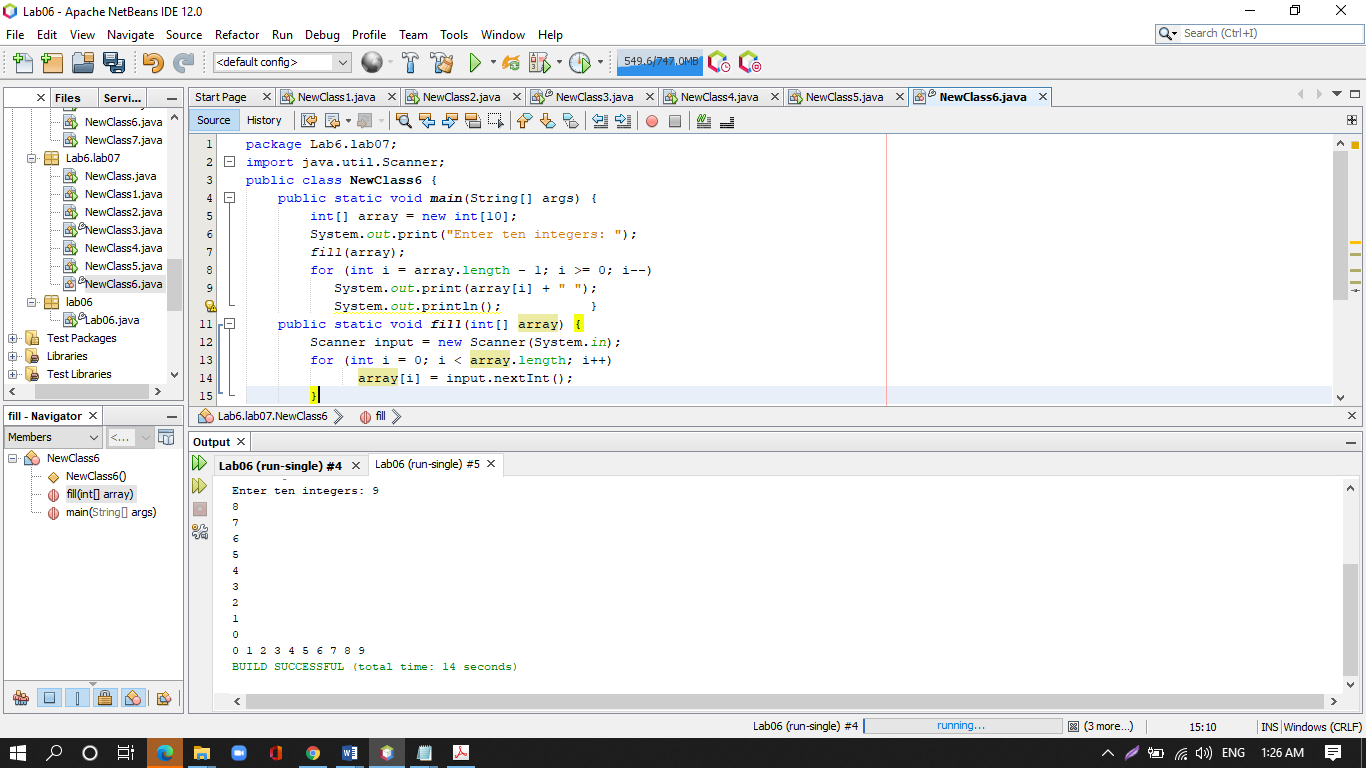 Lab06 - Apache NetBeans IDE 12.0
File Edit View Navigate Source Refactor Run Debug Profile Team Tools Window Help
Search (Ctrl+I)
<default config>
549.6/747.0MB
Files Servi...
Start Page NewClass1.java NewClass2.java NewClass3.java NewClass4.java NewClass5.java NewClass6.java
Source History
NewClass6.java
NewClass7.java
Lab6.lab07
NewClass.java
NewClass1.java
NewClass2.java
NewClass3.java
NewClass4.java
NewClass5.java
NewClass6.java
lab06
Lab06.java
Test Packages
Libraries
Test Libraries
1 package Lab6.lab07;
2 import java.util.Scanner;
3 public class NewClass6 {
4 public static void main(String[] args) {
5 int[] array = new int[10];
6 System.out.print("Enter ten integers: ");
7 fill(array);
8 for (int i = array.length - 1; i >= 0; i--)
9 System.out.print(array[i] + " ");
System.out.println(); }
11 public static void fill(int[] array) {
12 Scanner input = new Scanner(System.in);
13 for (int i = 0; i < array.length; i++)
14 array[i] = input.nextInt();
15 }
Lab6.lab07.NewClass6 fill
fill - Navigator
Members <...
NewClass6
NewClass6()
fill(int[] array)
main(String[] args)
Output
Lab06 (run-single) #4 Lab06 (run-single) #5
Enter ten integers: 9
8
7
6
5
4
3
2
1
0
0 1 2 3 4 5 6 7 8 9
BUILD SUCCESSFUL (total time: 14 seconds)
Lab06 (run-single) #4 running... (3 more...) 15:10 INS Windows (CRLF)
ENG 1:26 AM